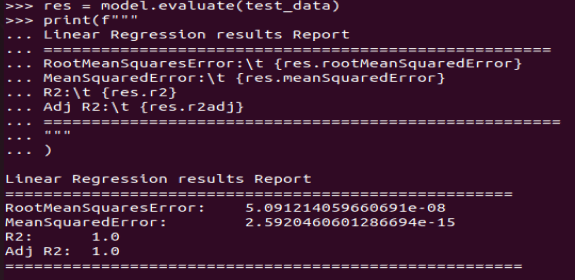 >>> res = model.evaluate(test_data)
>>> print(f"""
... Linear Regression results Report
... =====================================================
... RootMeanSquaresError:\t {res.rootMeanSquaredError}
... MeanSquaredError:\t {res.meanSquaredError}
... R2:\t {res.r2}
... Adj R2:\t {res.r2adj}
... ======================================================
... """
... )
Linear Regression results Report
=====================================================
RootMeanSquaresError:    5.091214059660691e-08
MeanSquaredError:        2.5920460601286694e-15
R2:      1.0
Adj R2:  1.0
======================================================